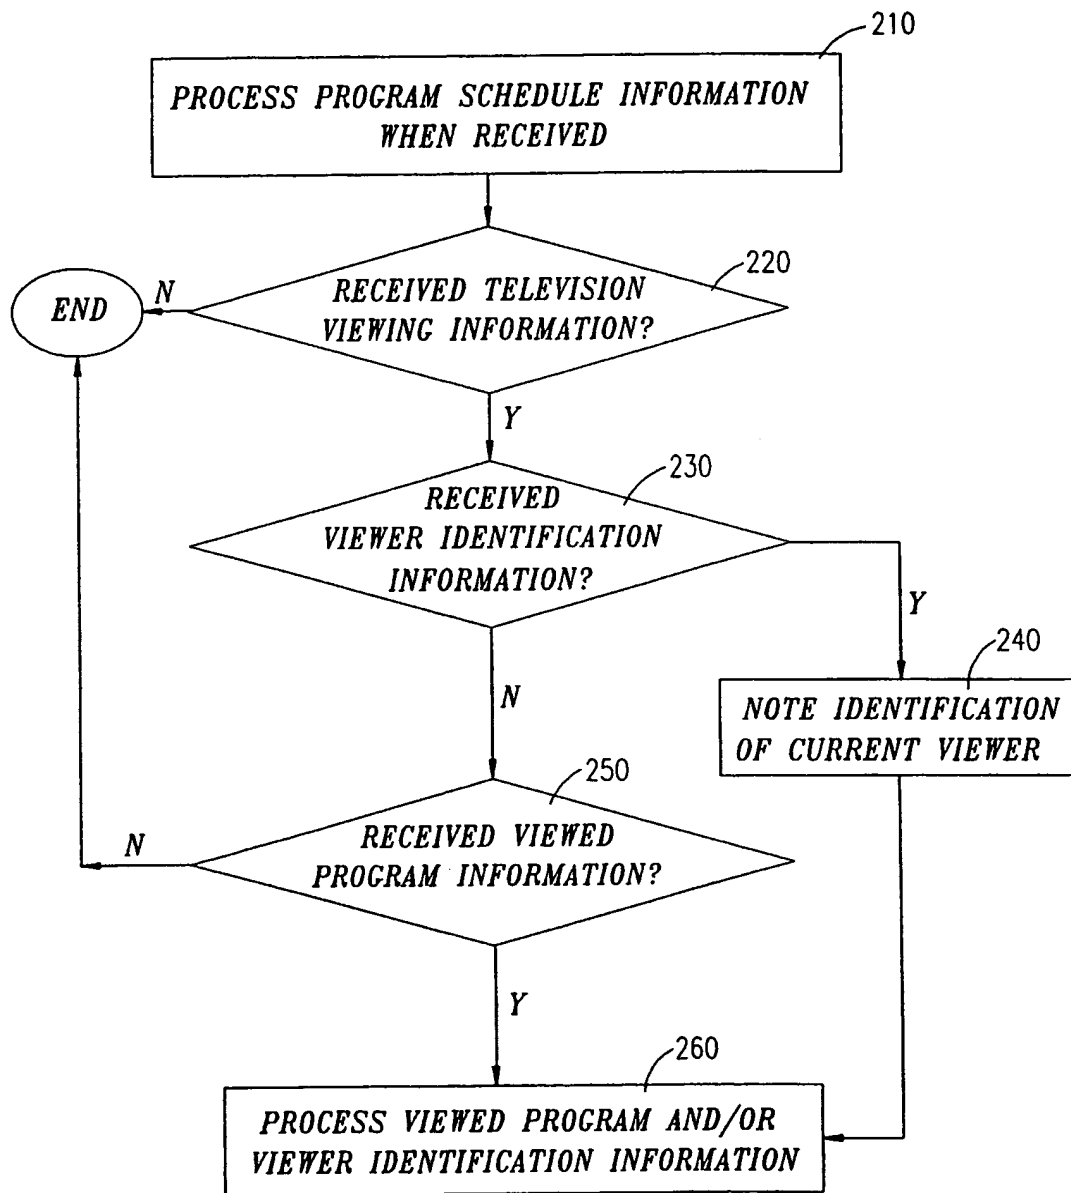 210
PROCESS PROGRAM SCHEDULE INFORMATION
WHEN RECEIVED
220
RECEIVED TELEVISION
VIEWING INFORMATION?
N
END
Y
230
RECEIVED
VIEWER IDENTIFICATION
INFORMATION?
Y
240
NOTE IDENTIFICATION
OF CURRENT VIEWER
N
250
RECEIVED VIEWED
PROGRAM INFORMATION?
N
Y
260
PROCESS VIEWED PROGRAM AND/OR
VIEWER IDENTIFICATION INFORMATION